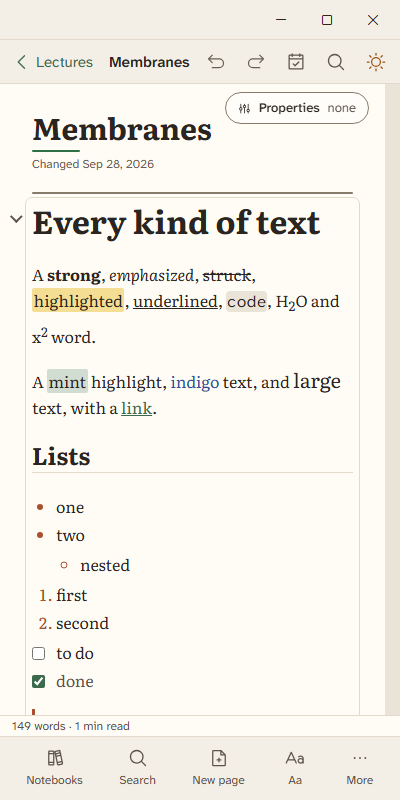 Lectures Membranes
Properties none
Membranes
Changed Sep 28, 2026
Every kind of text
A strong, emphasized, struck,
highlighted, underlined, code, H2O and
x2 word.
A mint highlight, indigo text, and large
text, with a link.
Lists
one
two
nested
1. first
2. second
to do
done
149 words · 1 min read
Notebooks Search New page Aa Aa More